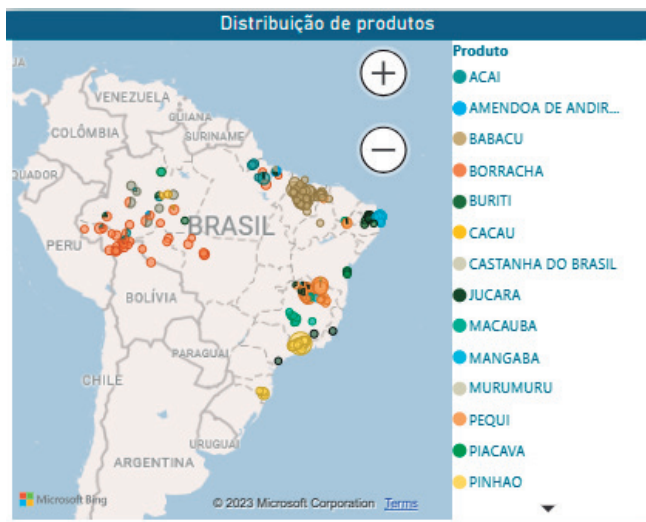 Distribuição de produtos
VENEZUELA
GUIANA
SURINAME
COLÔMBIA
QUADOR
BRASIL
PERU
BOLÍVIA
PARAGUAI
CHILE
URUGUAI
ARGENTINA
Microsoft Bing
© 2023 Microsoft Corporation Terms
Produto
ACAI
AMENDOA DE ANDIR...
BABACU
BORRACHA
BURITI
CACAU
CASTANHA DO BRASIL
JUCARA
MACAUBA
MANGABA
MURUMURU
PEQUI
PIACAVA
PINHAO